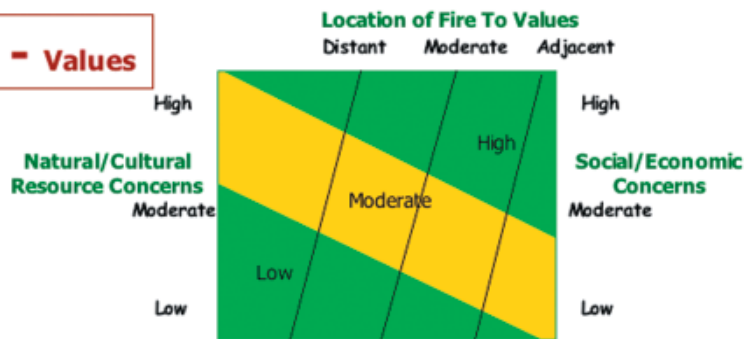 Location of Fire To Values
- Values
Distant Moderate Adjacent
High High
High
Natural/Cultural
Resource Concerns
Social/Economic
Concerns
Moderate
Moderate Moderate
Low
Low Low